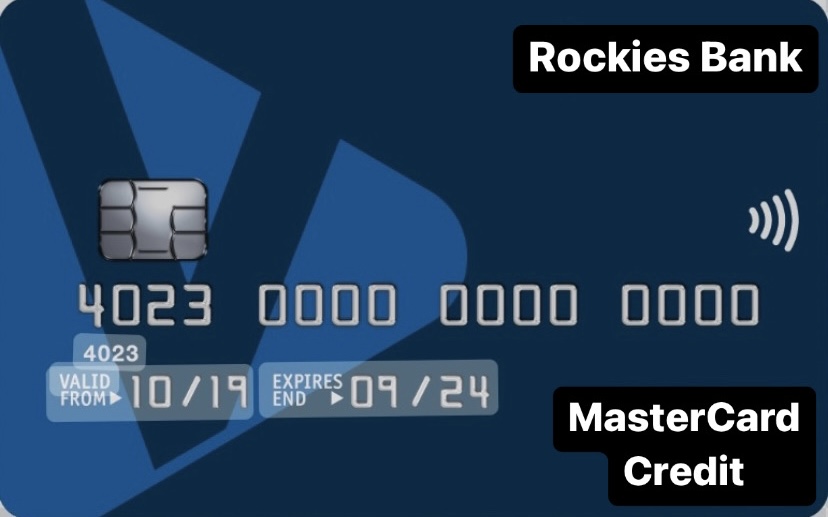 Rockies Bank
4023 0000 0000 0000
4023
VALID FROM▶ 10/19 EXPIRES END ▶ 09/24
MasterCard
Credit